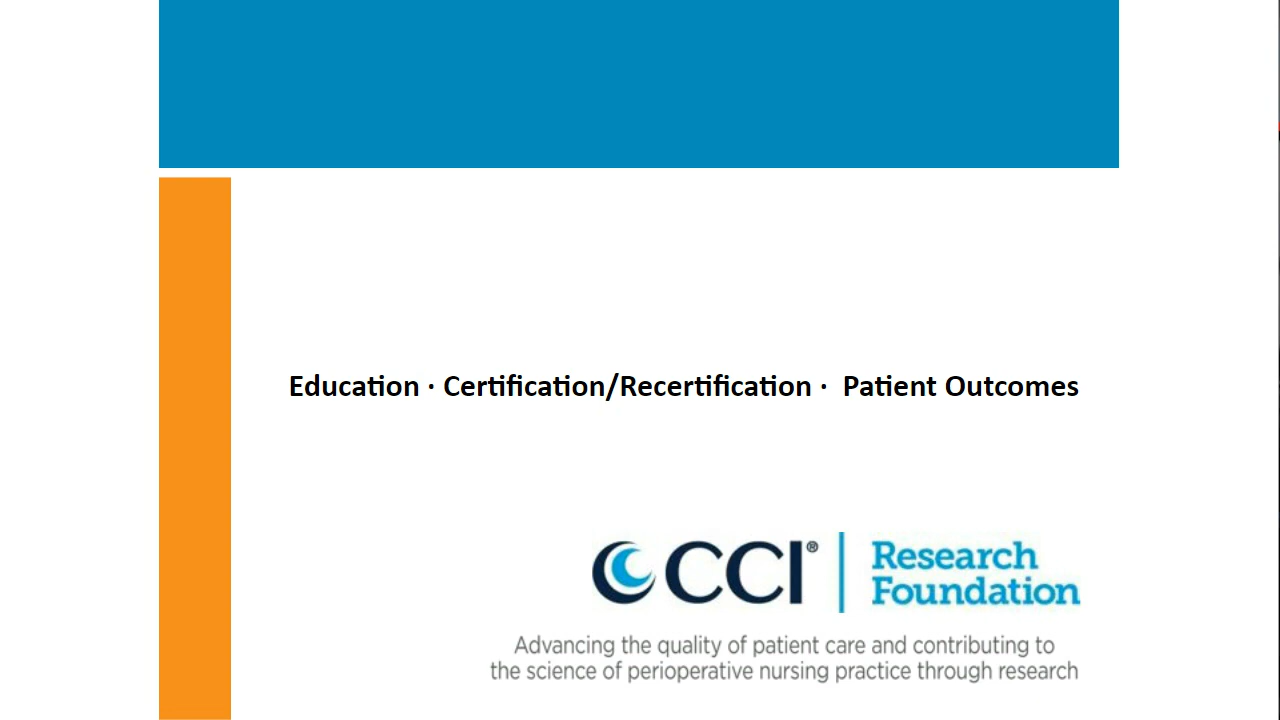 Education · Certification/Recertification ·  Patient Outcomes
CCI® | Research
Foundation
Advancing the quality of patient care and contributing to
the science of perioperative nursing practice through research